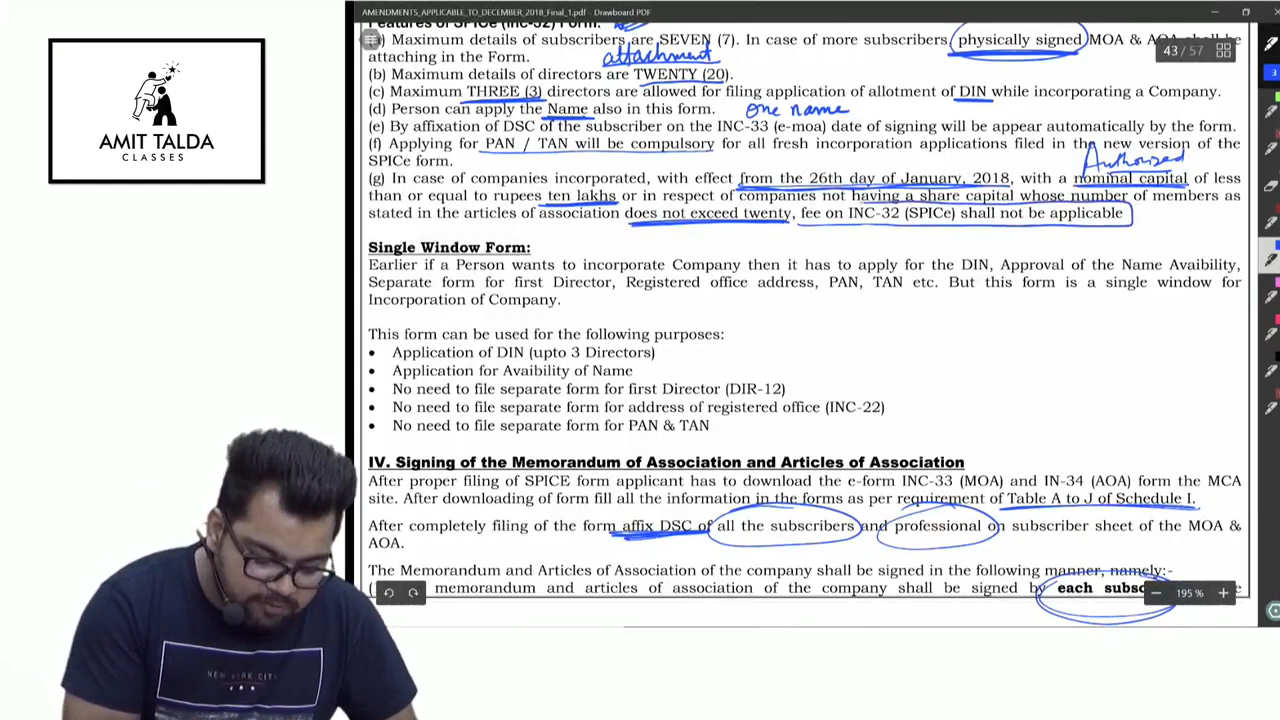 AMENDMENTS_APPLICABLE_TO_DECEMBER_2018_Final_1.pdf - Drawboard PDF
Features of SPICe (Inc-32) Form:
Maximum details of subscribers are SEVEN (7). In case of more subscribers, physically signed MOA & AOA shall be
43 / 57
attaching in the Form.
attachment
(b) Maximum details of directors are TWENTY (20).
(c) Maximum THREE (3) directors are allowed for filing application of allotment of DIN while incorporating a Company.
(d) Person can apply the Name also in this form.
one name
(e) By affixation of DSC of the subscriber on the INC-33 (e-moa) date of signing will be appear automatically by the form.
(f) Applying for PAN / TAN will be compulsory for all fresh incorporation applications filed in the new version of the
SPICe form.
Authorized
(g) In case of companies incorporated, with effect from the 26th day of January, 2018, with a nominal capital of less
than or equal to rupees ten lakhs or in respect of companies not having a share capital whose number of members as
stated in the articles of association does not exceed twenty, fee on INC-32 (SPICe) shall not be applicable
Single Window Form:
Earlier if a Person wants to incorporate Company then it has to apply for the DIN, Approval of the Name Avaibility,
Separate form for first Director, Registered office address, PAN, TAN etc. But this form is a single window for
Incorporation of Company.
This form can be used for the following purposes:
• Application of DIN (upto 3 Directors)
• Application for Avaibility of Name
• No need to file separate form for first Director (DIR-12)
• No need to file separate form for address of registered office (INC-22)
• No need to file separate form for PAN & TAN
IV. Signing of the Memorandum of Association and Articles of Association
After proper filing of SPICE form applicant has to download the e-form INC-33 (MOA) and IN-34 (AOA) form the MCA
site. After downloading of form fill all the information in the forms as per requirement of Table A to J of Schedule I.
After completely filing of the form affix DSC of all the subscribers and professional on subscriber sheet of the MOA &
AOA.
The Memorandum and Articles of Association of the company shall be signed in the following manner, namely:-
memorandum and articles of association of the company shall be signed by each
195 %
AMIT TALDA
CLASSES
NEW YORK CITY